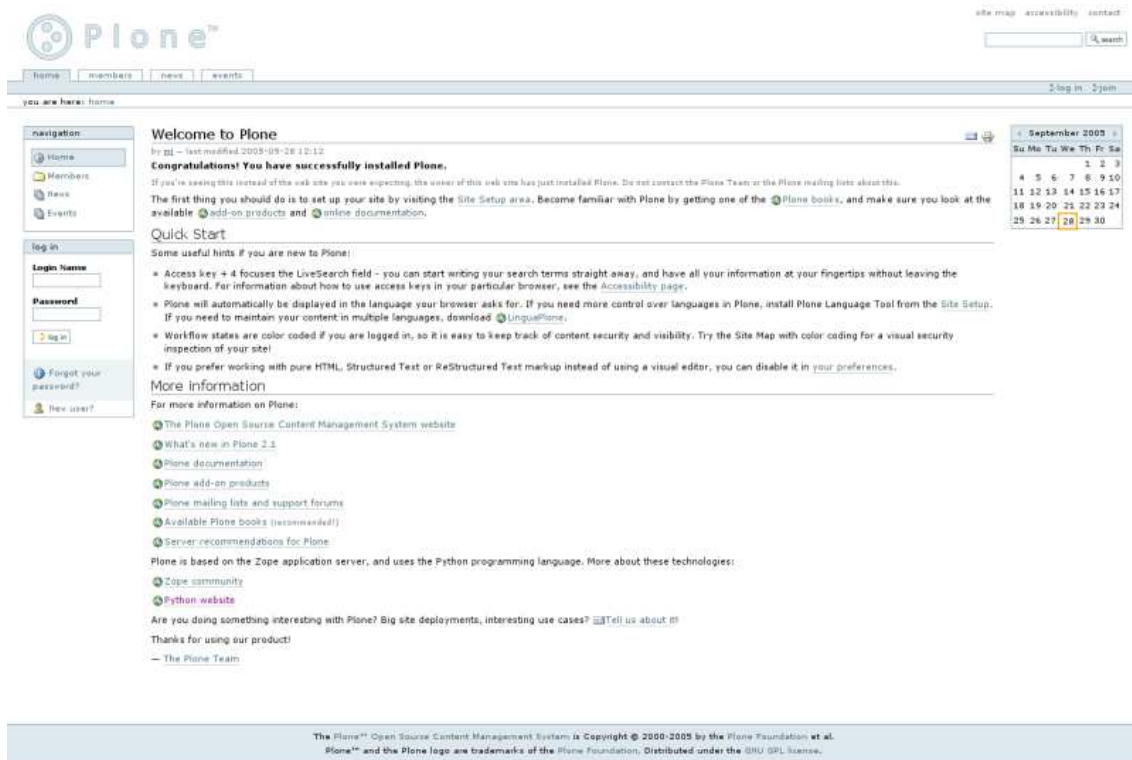 site map accessibility contact
Plone™
search
home members news events
log in join
you are here: home
navigation
Home
Members
News
Events
log in
Login Name
Password
log in
Forgot your
password?
New user?
Welcome to Plone
by — last modified 2005-09-28 12:12
Congratulations! You have successfully installed Plone.
If you're seeing this instead of the web site you were expecting, the owner of this web site has just installed Plone. Do not contact the Plone Team or the Plone mailing lists about this.
The first thing you should do is to set up your site by visiting the Site Setup area. Become familiar with Plone by getting one of the Plone books, and make sure you look at the
available add-on products and online documentation.
Quick Start
Some useful hints if you are new to Plone:
Access key + 4 focuses the LiveSearch field - you can start writing your search terms straight away, and have all your information at your fingertips without leaving the
keyboard. For information about how to use access keys in your particular browser, see the Accessibility page.
Plone will automatically be displayed in the language your browser asks for. If you need more control over languages in Plone, install Plone Language Tool from the Site Setup.
If you need to maintain your content in multiple languages, download LinguaPlone.
Workflow states are color coded if you are logged in, so it is easy to keep track of content security and visibility. Try the Site Map with color coding for a visual security
inspection of your site!
If you prefer working with pure HTML, Structured Text or ReStructured Text markup instead of using a visual editor, you can disable it in your preferences.
More information
For more information on Plone:
The Plone Open Source Content Management System website
What's new in Plone 2.1
Plone documentation
Plone add-on products
Plone mailing lists and support forums
Available Plone books (recommended!)
Server recommendations for Plone
Plone is based on the Zope application server, and uses the Python programming language. More about these technologies:
Zope community
Python website
Are you doing something interesting with Plone? Big site deployments, interesting use cases? Tell us about it!
Thanks for using our product!
— The Plone Team
« September 2005 »
Su Mo Tu We Th Fr Sa
1 2 3
4 5 6 7 8 9 10
11 12 13 14 15 16 17
18 19 20 21 22 23 24
25 26 27 28 29 30
The Plone™ Open Source Content Management System is Copyright © 2000-2005 by the Plone Foundation et al.
Plone™ and the Plone logo are trademarks of the Plone Foundation. Distributed under the GNU GPL license.